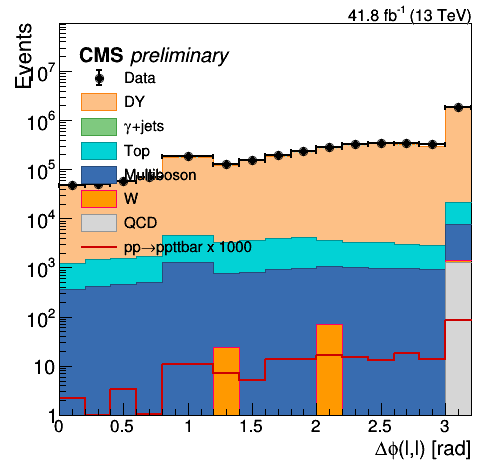 41.8 fb⁻¹ (13 TeV)
Events
CMS preliminary
Data
DY
γ+jets
Top
Multiboson
W
QCD
pp→ppttbar x 1000
10⁷
10⁶
10⁵
10⁴
10³
10²
10
1
0 0.5 1 1.5 2 2.5 3
Δϕ(l,l) [rad]